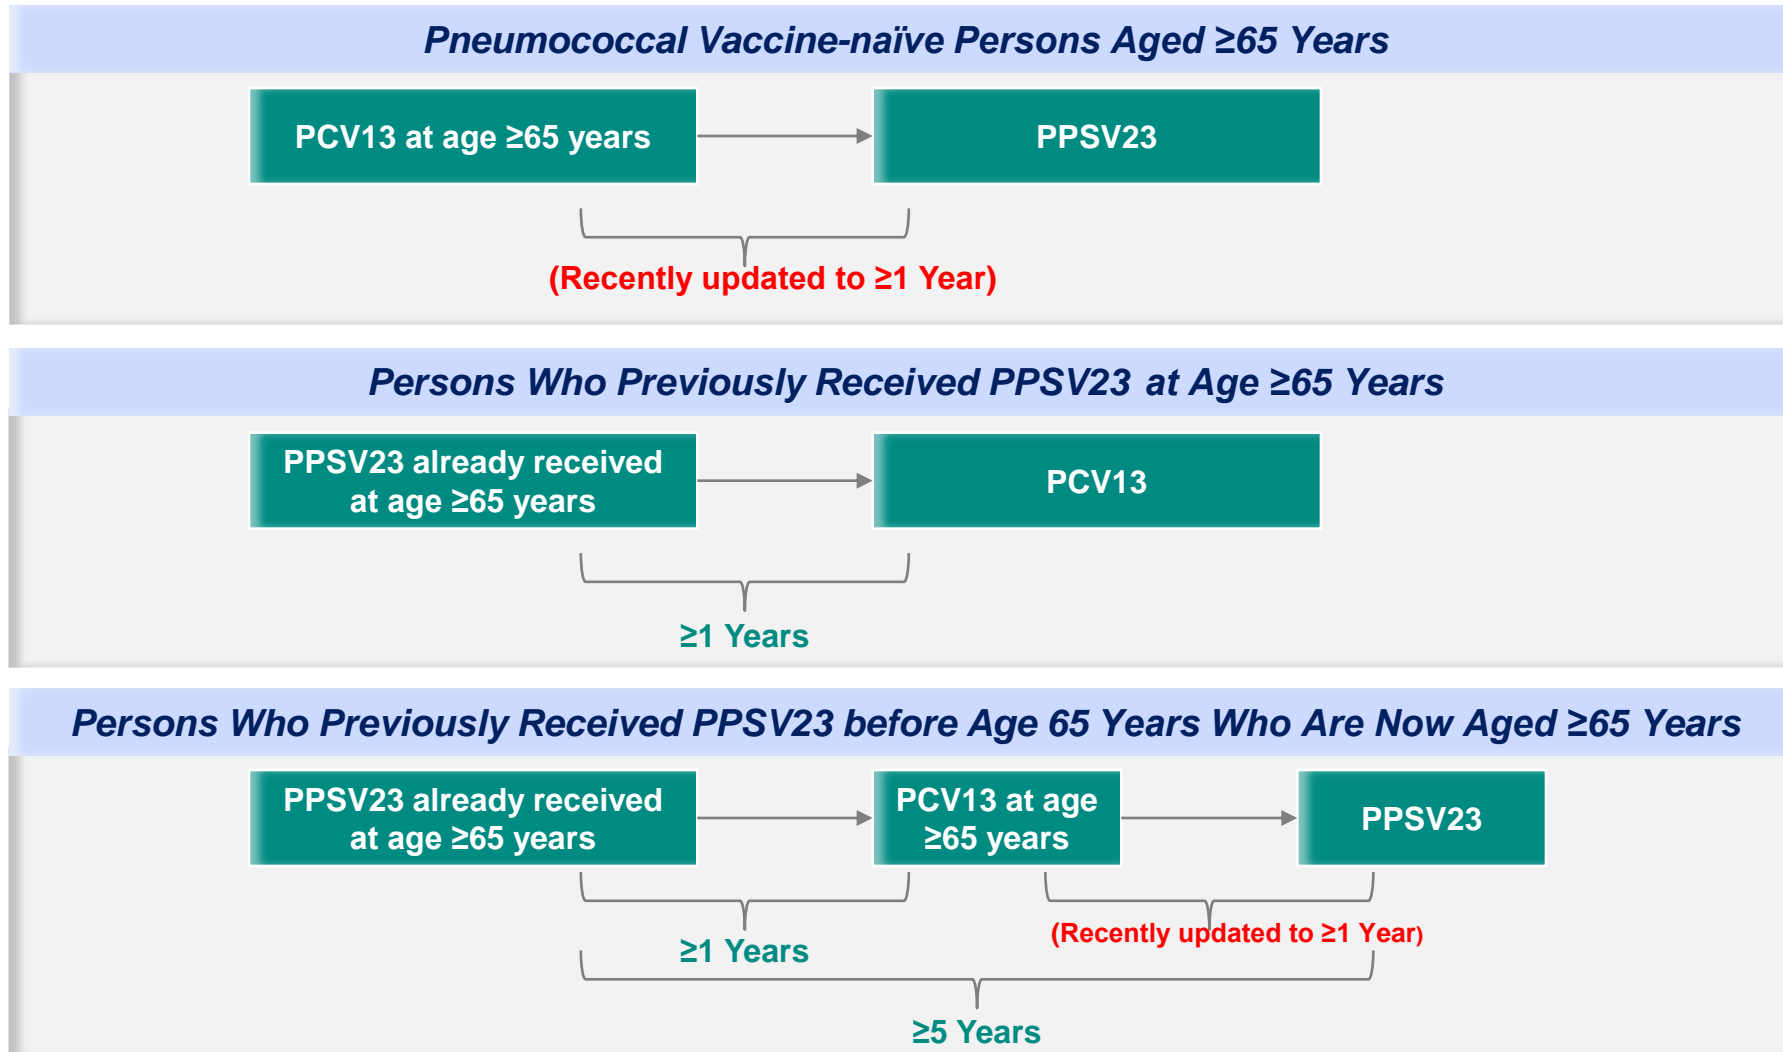 Pneumococcal Vaccine-naïve Persons Aged ≥65 Years
PCV13 at age ≥65 years
PPSV23
(Recently updated to ≥1 Year)
Persons Who Previously Received PPSV23 at Age ≥65 Years
PPSV23 already received
at age ≥65 years
PCV13
≥1 Years
Persons Who Previously Received PPSV23 before Age 65 Years Who Are Now Aged ≥65 Years
PPSV23 already received
at age ≥65 years
PCV13 at age
≥65 years
PPSV23
≥1 Years
(Recently updated to ≥1 Year)
≥5 Years